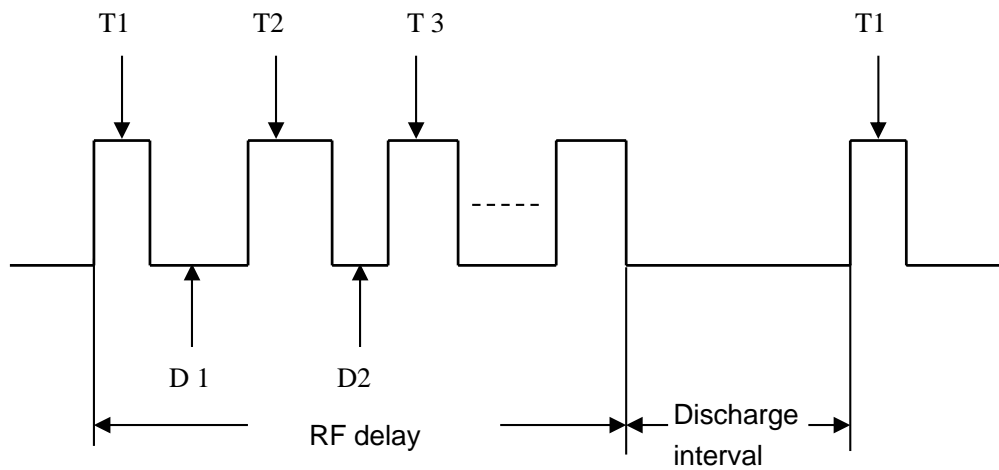 T1
T2
T 3
T1
D 1
D2
RF delay
Discharge
interval